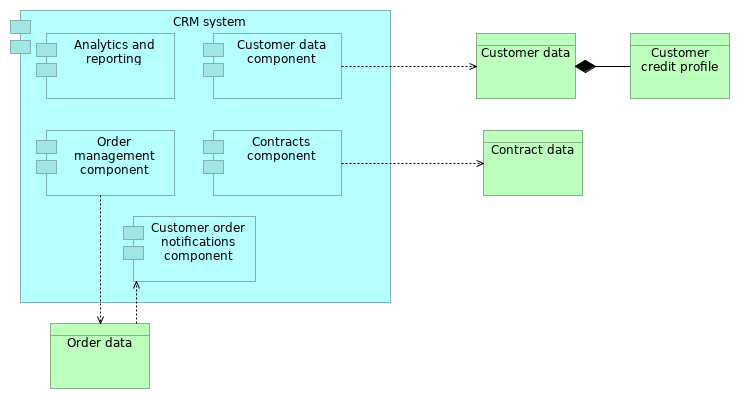 CRM system
Analytics and
reporting
Customer data
component
Customer data
Customer
credit profile
Order
management
component
Contracts
component
Contract data
Customer order
notifications
component
Order data